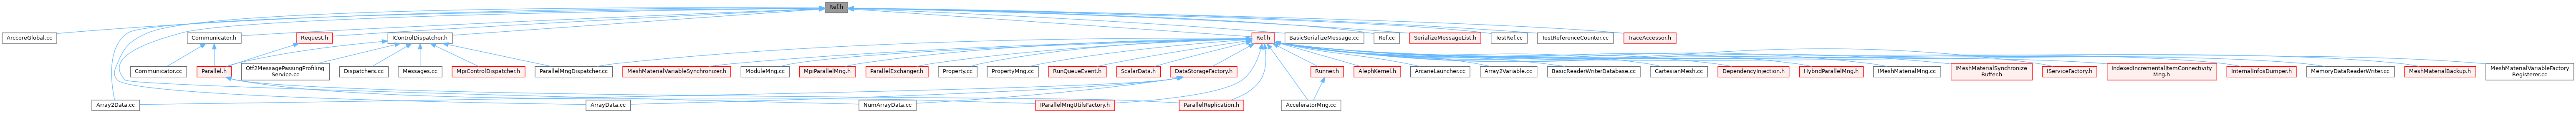 Ref.h
ArccoreGlobal.cc
Communicator.h
Request.h
IControlDispatcher.h
Ref.h
BasicSerializeMessage.cc
Ref.cc
SerializeMessageList.h
TestRef.cc
TestReferenceCounter.cc
TraceAccessor.h
Communicator.cc
Parallel.h
Otf2MessagePassingProfiling
Service.cc
Dispatchers.cc
Messages.cc
MpiControlDispatcher.h
ParallelMngDispatcher.cc
MeshMaterialVariableSynchronizer.h
ModuleMng.cc
MpiParallelMng.h
ParallelExchanger.h
Property.cc
PropertyMng.cc
RunQueueEvent.h
ScalarData.h
DataStorageFactory.h
Runner.h
AlephKernel.h
ArcaneLauncher.cc
Array2Variable.cc
BasicReaderWriterDatabase.cc
CartesianMesh.cc
DependencyInjection.h
HybridParallelMng.h
IMeshMaterialMng.cc
IMeshMaterialSynchronize
Buffer.h
IServiceFactory.h
IndexedIncrementalItemConnectivity
Mng.h
InternalInfosDumper.h
MemoryDataReaderWriter.cc
MeshMaterialBackup.h
MeshMaterialVariableFactory
Registerer.cc
Array2Data.cc
ArrayData.cc
NumArrayData.cc
IParallelMngUtilsFactory.h
ParallelReplication.h
AcceleratorMng.cc